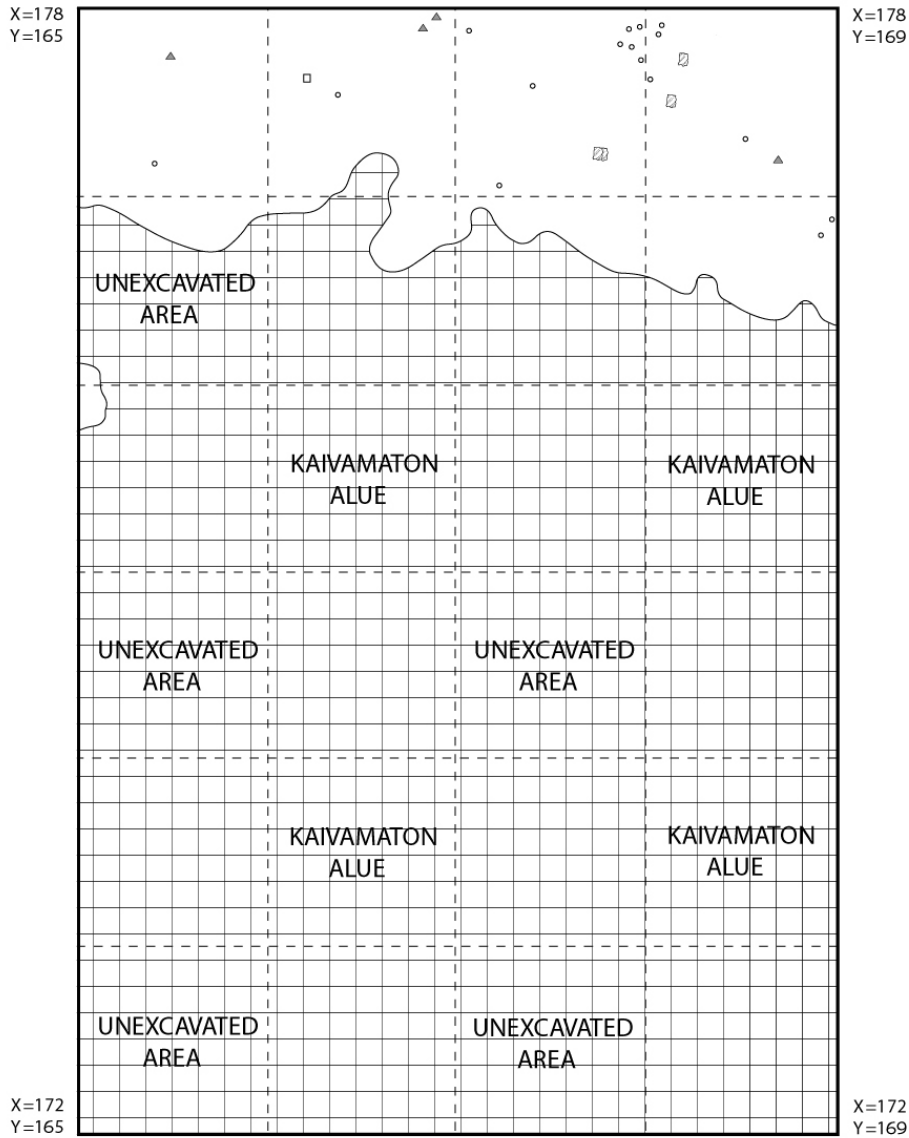 X=178
Y=165
X=178
Y=169
UNEXCAVATED
AREA
KAIVAMATON
ALUE
KAIVAMATON
ALUE
UNEXCAVATED
AREA
UNEXCAVATED
AREA
KAIVAMATON
ALUE
KAIVAMATON
ALUE
UNEXCAVATED
AREA
UNEXCAVATED
AREA
X=172
Y=165
X=172
Y=169